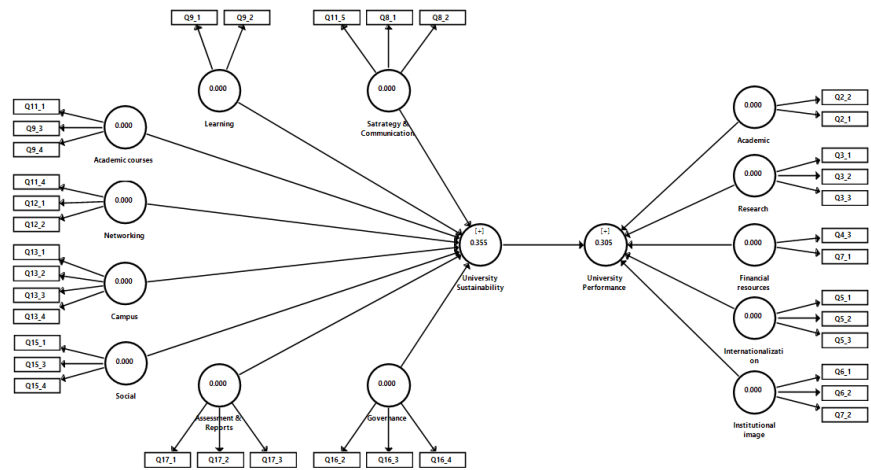 Q9_1
Q9_2
Q11_5
Q8_1
Q8_2
0.000
Learning
0.000
Satrategy &
Communication
Q11_1
Q9_3
Q9_4
0.000
Academic courses
Q11_4
Q12_1
Q12_2
0.000
Networking
Q13_1
Q13_2
Q13_3
Q13_4
0.000
Campus
Q15_1
Q15_3
Q15_4
0.000
Social
0.000
Assessment &
Reports
Q17_1
Q17_2
Q17_3
0.000
Governance
Q16_2
Q16_3
Q16_4
[+]
0.355
University
Sustainability
[+]
0.305
University
Performance
0.000
Academic
Q2_2
Q2_1
0.000
Research
Q3_1
Q3_2
Q3_3
0.000
Financial
resources
Q4_3
Q7_1
0.000
Internationalizati
on
Q5_1
Q5_2
Q5_3
0.000
Institutional
image
Q6_1
Q6_2
Q7_2